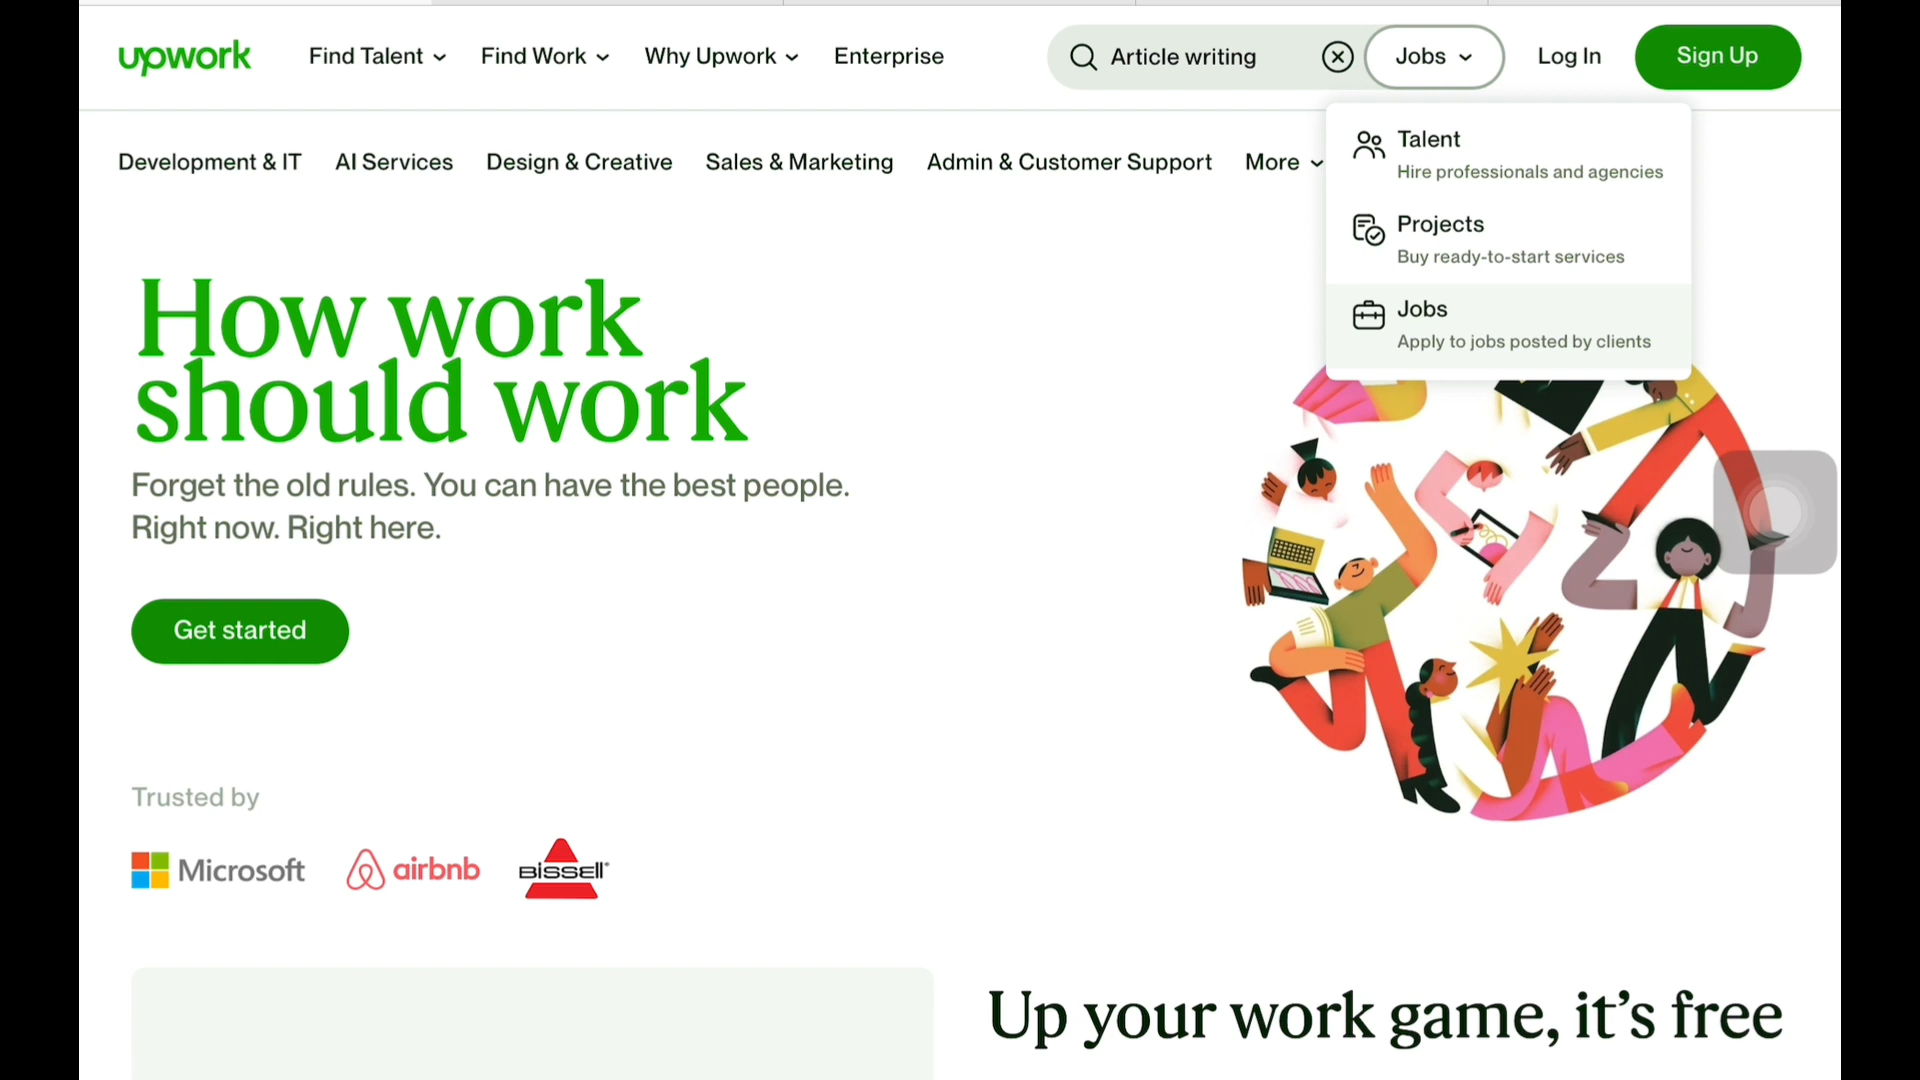 upwork
Find Talent
Find Work
Why Upwork
Enterprise
Article writing
Jobs
Log In
Sign Up
Development & IT
AI Services
Design & Creative
Sales & Marketing
Admin & Customer Support
More
Talent
Hire professionals and agencies
Projects
Buy ready-to-start services
Jobs
Apply to jobs posted by clients
How work
should work
Forget the old rules. You can have the best people.
Right now. Right here.
Get started
Trusted by
Microsoft
airbnb
BISSELL®
Up your work game, it’s free